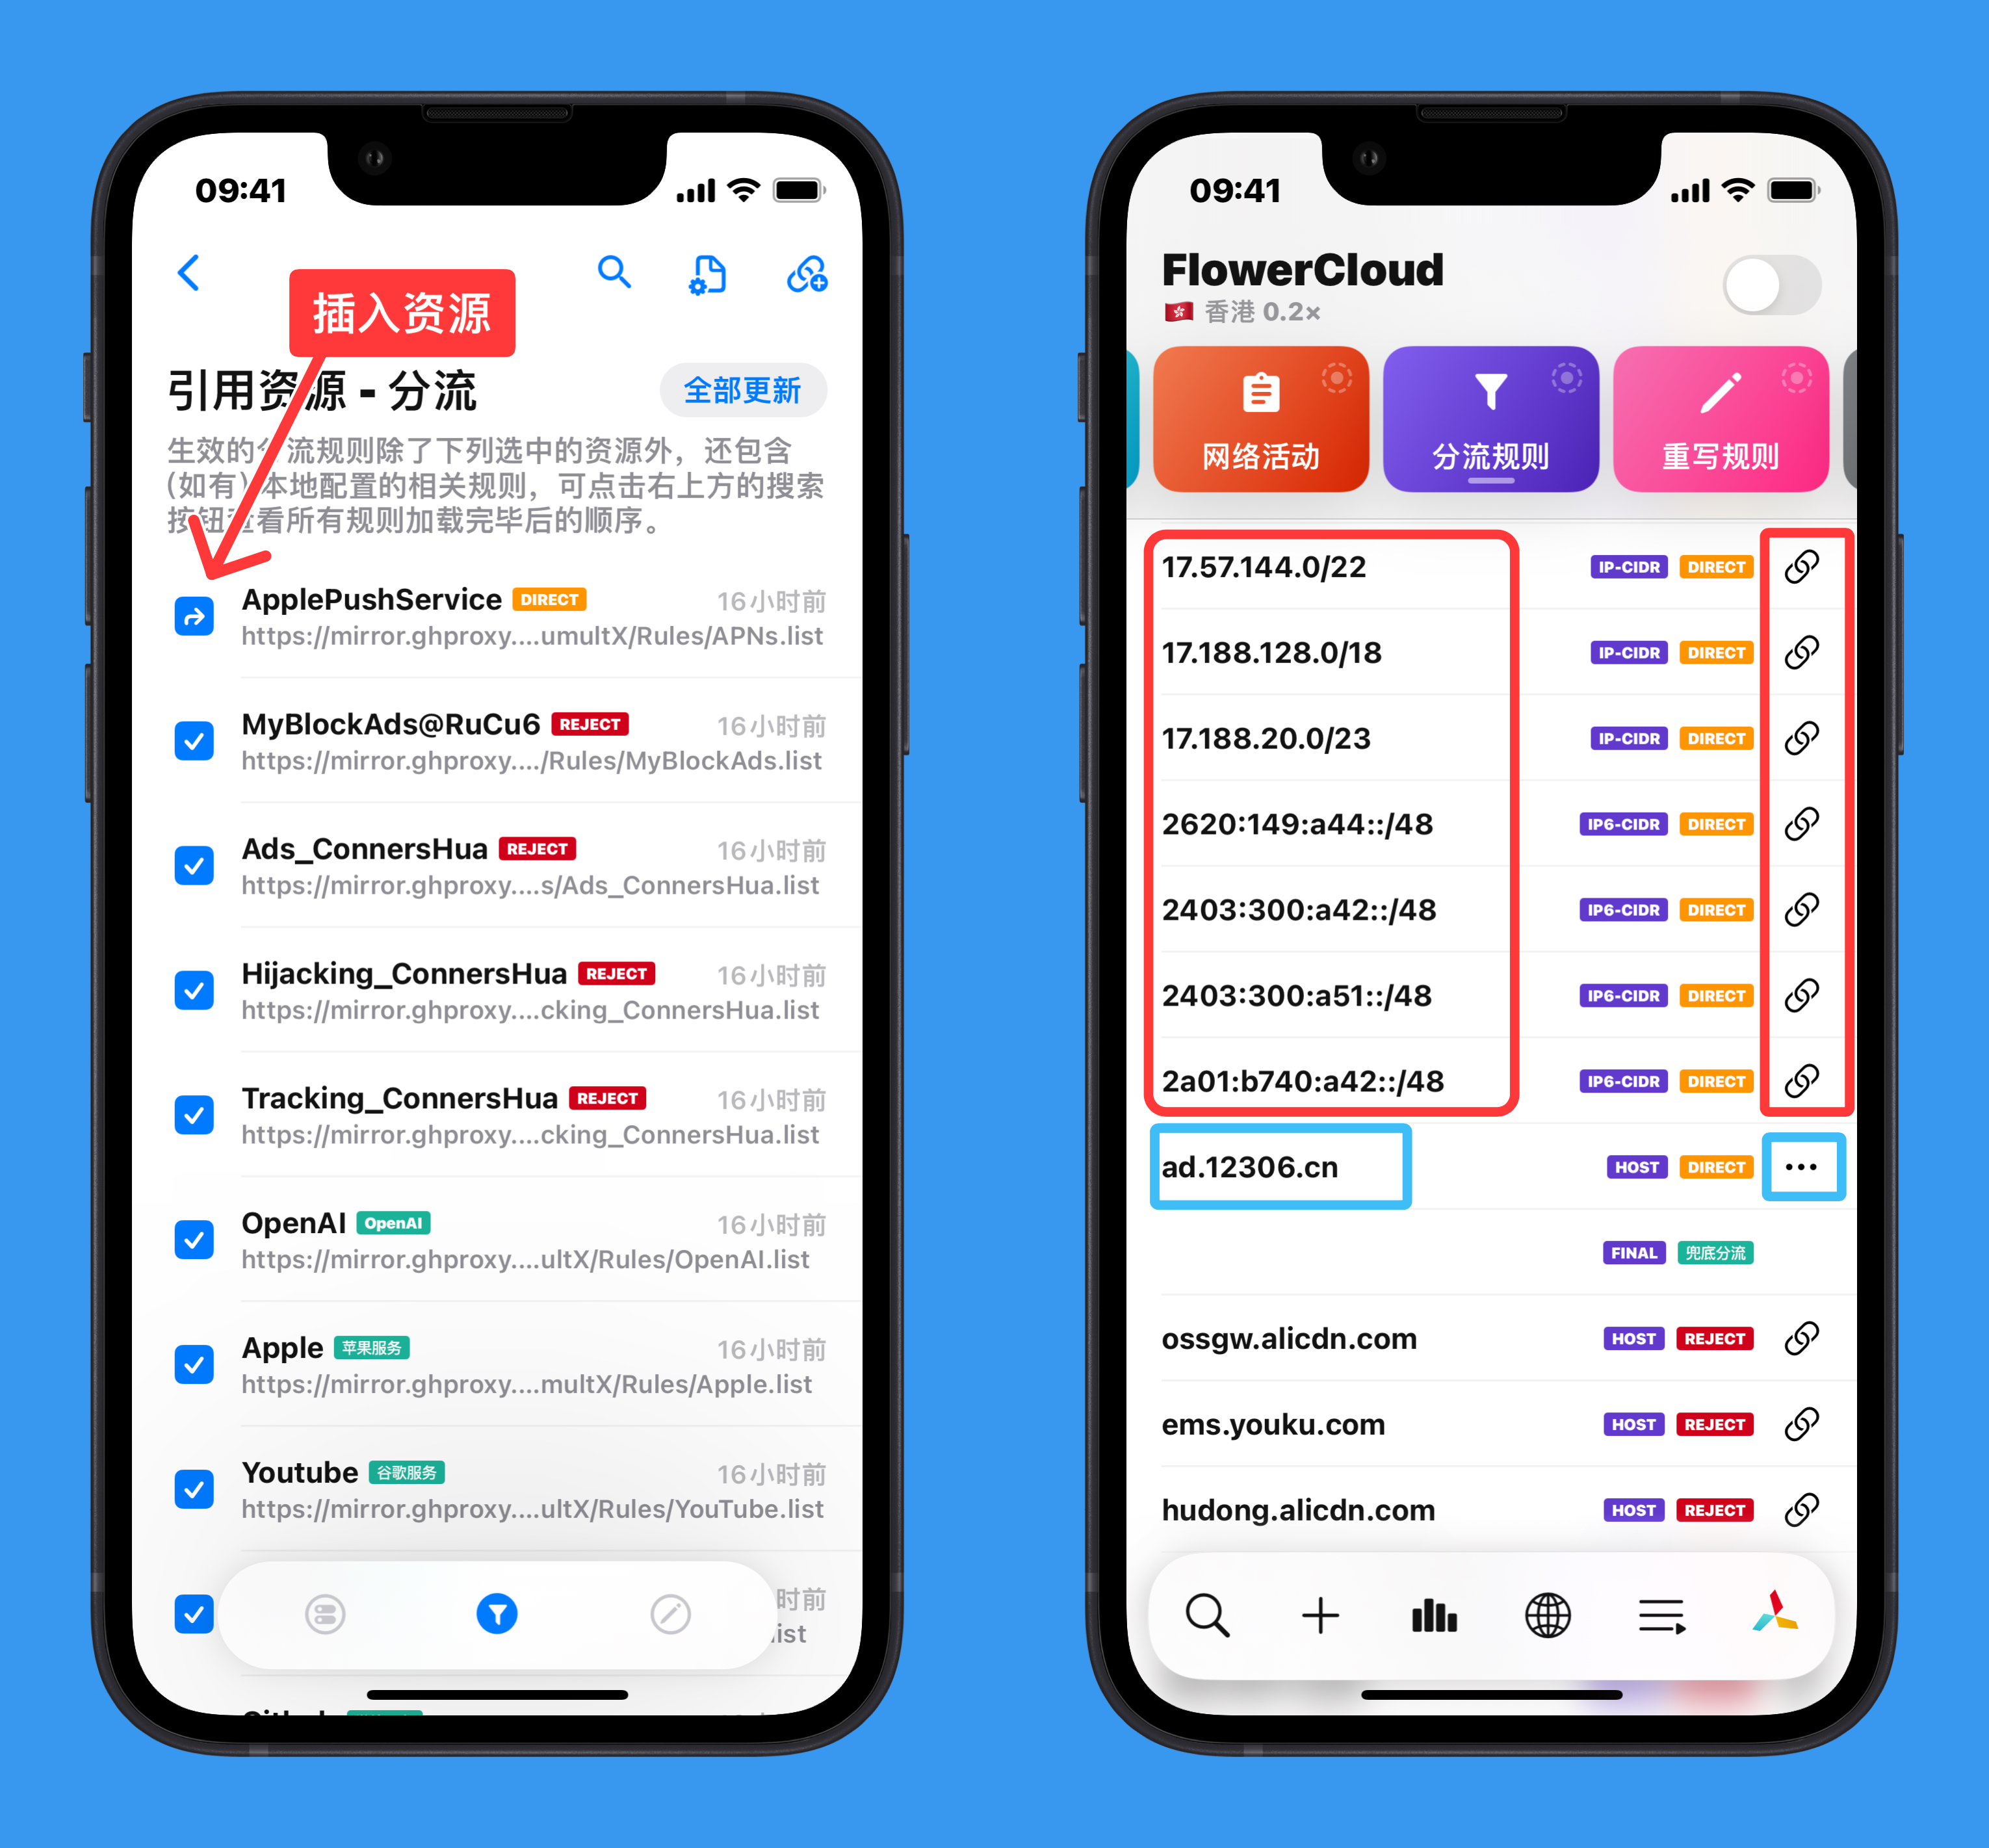 09:41
插入资源
引用资源 - 分流
全部更新
生效的分流规则除了下列选中的资源外，还包含
(如有)本地配置的相关规则，可点击右上方的搜索
按钮查看所有规则加载完毕后的顺序。
ApplePushService DIRECT 16小时前
https://mirror.ghproxy....umultX/Rules/APNs.list
MyBlockAds@RuCu6 REJECT 16小时前
https://mirror.ghproxy..../Rules/MyBlockAds.list
Ads_ConnersHua REJECT 16小时前
https://mirror.ghproxy....s/Ads_ConnersHua.list
Hijacking_ConnersHua REJECT 16小时前
https://mirror.ghproxy....cking_ConnersHua.list
Tracking_ConnersHua REJECT 16小时前
https://mirror.ghproxy....cking_ConnersHua.list
OpenAI OpenAI 16小时前
https://mirror.ghproxy....ultX/Rules/OpenAI.list
Apple 苹果服务 16小时前
https://mirror.ghproxy....multX/Rules/Apple.list
Youtube 谷歌服务 16小时前
https://mirror.ghproxy....ultX/Rules/YouTube.list
时前
list
09:41
FlowerCloud
🇭🇰 香港 0.2×
网络活动
分流规则
重写规则
17.57.144.0/22 IP-CIDR DIRECT
17.188.128.0/18 IP-CIDR DIRECT
17.188.20.0/23 IP-CIDR DIRECT
2620:149:a44::/48 IP6-CIDR DIRECT
2403:300:a42::/48 IP6-CIDR DIRECT
2403:300:a51::/48 IP6-CIDR DIRECT
2a01:b740:a42::/48 IP6-CIDR DIRECT
ad.12306.cn HOST DIRECT
FINAL 兜底分流
ossgw.alicdn.com HOST REJECT
ems.youku.com HOST REJECT
hudong.alicdn.com HOST REJECT